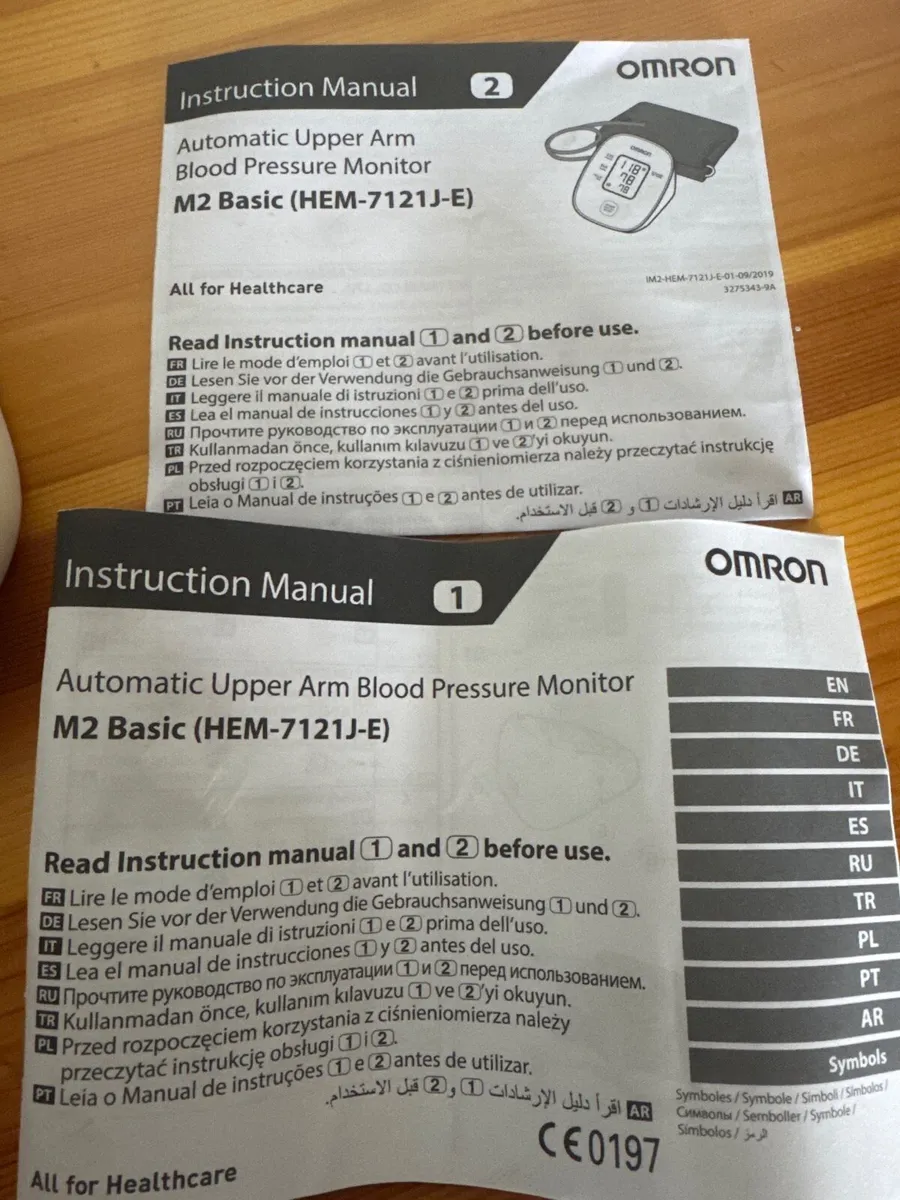 Instruction Manual 2
OMRON
Automatic Upper Arm
Blood Pressure Monitor
M2 Basic (HEM-7121J-E)
OMRON
118
78
78
All for Healthcare
IM2-HEM-7121J-E-01-09/2019
3275343-9A
Read Instruction manual 1 and 2 before use.
FR Lire le mode d'emploi 1 et 2 avant l'utilisation.
DE Lesen Sie vor der Verwendung die Gebrauchsanweisung 1 und 2.
IT Leggere il manuale di istruzioni 1 e 2 prima dell'uso.
ES Lea el manual de instrucciones 1 y 2 antes del uso.
RU Прочтите руководство по эксплуатации 1 и 2 перед использованием.
TR Kullanmadan önce, kullanım kılavuzu 1 ve 2'yi okuyun.
PL Przed rozpoczęciem korzystania z ciśnieniomierza należy przeczytać instrukcję
obsługi 1 i 2.
PT Leia o Manual de instruções 1 e 2 antes de utilizar.
AR اقرأ دليل الإرشادات 1 و 2 قبل الاستخدام.
Instruction Manual 1
OMRON
Automatic Upper Arm Blood Pressure Monitor
M2 Basic (HEM-7121J-E)
EN
FR
DE
IT
ES
RU
TR
PL
PT
AR
Symbols
Symboles / Symbole / Simboli / Símbolos /
Символы / Semboller / Symbole /
Símbolos / الرموز
Read Instruction manual 1 and 2 before use.
FR Lire le mode d'emploi 1 et 2 avant l'utilisation.
DE Lesen Sie vor der Verwendung die Gebrauchsanweisung 1 und 2.
IT Leggere il manuale di istruzioni 1 e 2 prima dell'uso.
ES Lea el manual de instrucciones 1 y 2 antes del uso.
RU Прочтите руководство по эксплуатации 1 и 2 перед использованием.
TR Kullanmadan önce, kullanım kılavuzu 1 ve 2'yi okuyun.
PL Przed rozpoczęciem korzystania z ciśnieniomierza należy
przeczytać instrukcję obsługi 1 i 2.
PT Leia o Manual de instruções 1 e 2 antes de utilizar.
AR اقرأ دليل الإرشادات 1 و 2 قبل الاستخدام.
CE0197
All for Healthcare